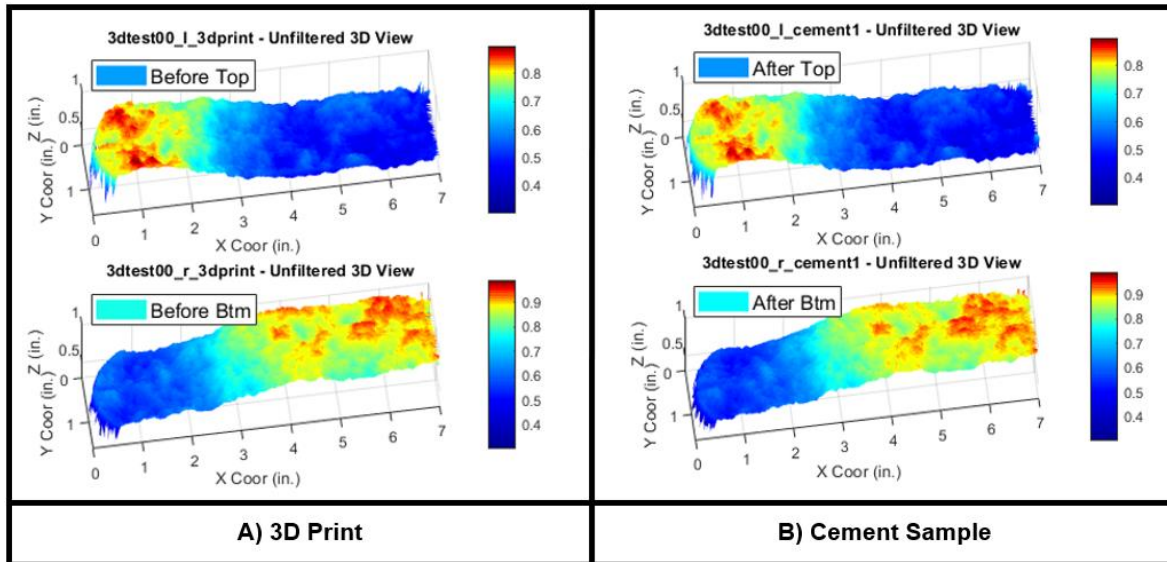 3dtest00_l_3dprint - Unfiltered 3D View
Before Top
1
0.5
0
1
Z (in.)
Y Coor (in.)
0 1 2 3 4 5 6 7
X Coor (in.)
0.8
0.7
0.6
0.5
0.4
3dtest00_r_3dprint - Unfiltered 3D View
Before Btm
1
0.5
0
1
Z (in.)
Y Coor (in.)
0 1 2 3 4 5 6 7
X Coor (in.)
0.9
0.8
0.7
0.6
0.5
0.4
A) 3D Print
3dtest00_l_cement1 - Unfiltered 3D View
After Top
1
0.5
0
1
Z (in.)
Y Coor (in.)
0 1 2 3 4 5 6 7
X Coor (in.)
0.8
0.7
0.6
0.5
0.4
3dtest00_r_cement1 - Unfiltered 3D View
After Btm
1
0.5
0
1
Z (in.)
Y Coor (in.)
0 1 2 3 4 5 6 7
X Coor (in.)
0.9
0.8
0.7
0.6
0.5
0.4
B) Cement Sample